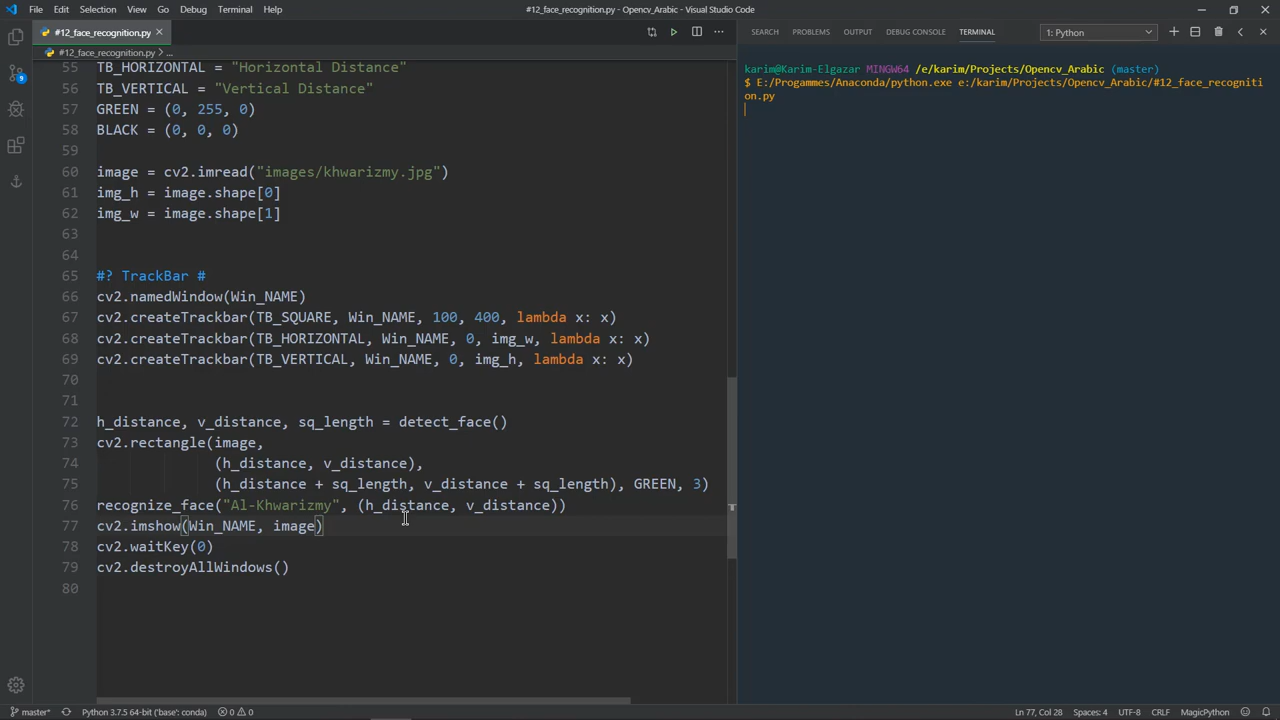 File Edit Selection View Go Debug Terminal Help
#12_face_recognition.py - Opencv_Arabic - Visual Studio Code
#12_face_recognition.py ×
#12_face_recognition.py > ...
55 TB_HORIZONTAL = "Horizontal Distance"
56 TB_VERTICAL = "Vertical Distance"
57 GREEN = (0, 255, 0)
58 BLACK = (0, 0, 0)
59
60 image = cv2.imread("images/khwarizmy.jpg")
61 img_h = image.shape[0]
62 img_w = image.shape[1]
63
64
65 #? TrackBar #
66 cv2.namedWindow(Win_NAME)
67 cv2.createTrackbar(TB_SQUARE, Win_NAME, 100, 400, lambda x: x)
68 cv2.createTrackbar(TB_HORIZONTAL, Win_NAME, 0, img_w, lambda x: x)
69 cv2.createTrackbar(TB_VERTICAL, Win_NAME, 0, img_h, lambda x: x)
70
71
72 h_distance, v_distance, sq_length = detect_face()
73 cv2.rectangle(image,
74 (h_distance, v_distance),
75 (h_distance + sq_length, v_distance + sq_length), GREEN, 3)
76 recognize_face("Al-Khwarizmy", (h_distance, v_distance))
77 cv2.imshow(Win_NAME, image)
78 cv2.waitKey(0)
79 cv2.destroyAllWindows()
80
SEARCH PROBLEMS OUTPUT DEBUG CONSOLE TERMINAL 1: Python
karim@Karim-Elgazar MINGW64 /e/karim/Projects/Opencv_Arabic (master)
$ E:/Progammes/Anaconda/python.exe e:/karim/Projects/Opencv_Arabic/#12_face_recogniti
on.py
9
master* Python 3.7.5 64-bit ('base': conda) 0 0 Ln 77, Col 28 Spaces: 4 UTF-8 CRLF MagicPython